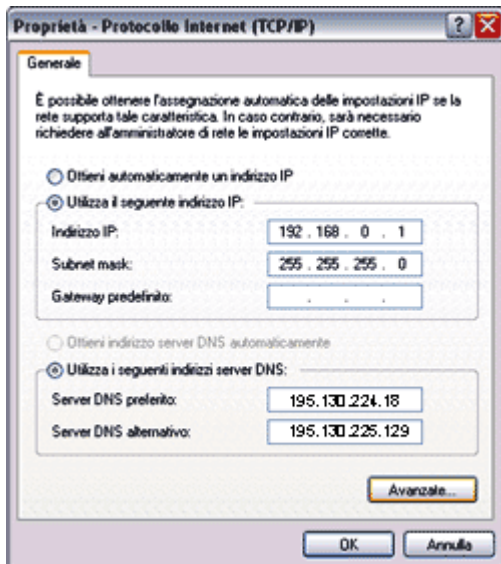 Proprietà - Protocollo Internet (TCP/IP)
Generale
È possibile ottenere l'assegnazione automatica delle impostazioni IP se la
rete supporta tale caratteristica. In caso contrario, sarà necessario
richiedere all'amministratore di rete le impostazioni IP corrette.
Ottieni automaticamente un indirizzo IP
Utilizza il seguente indirizzo IP:
Indirizzo IP: 192 . 168 . 0 . 1
Subnet mask: 255 . 255 . 255 . 0
Gateway predefinito: . . .
Ottieni indirizzo server DNS automaticamente
Utilizza i seguenti indirizzi server DNS:
Server DNS preferito: 195.130.224.18
Server DNS alternativo: 195.130.225.129
Avanzate...
OK Annulla